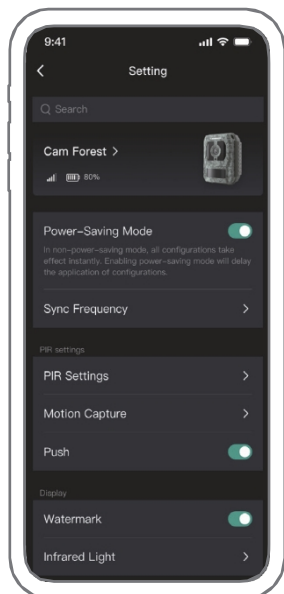 9:41
Setting
Search
Cam Forest >
80%
Power-Saving Mode
In non-power-saving mode, all configurations take
effect instantly. Enabling power-saving mode will delay
the application of configurations.
Sync Frequency >
PIR settings
PIR Settings >
Motion Capture >
Push
Display
Watermark
Infrared Light >